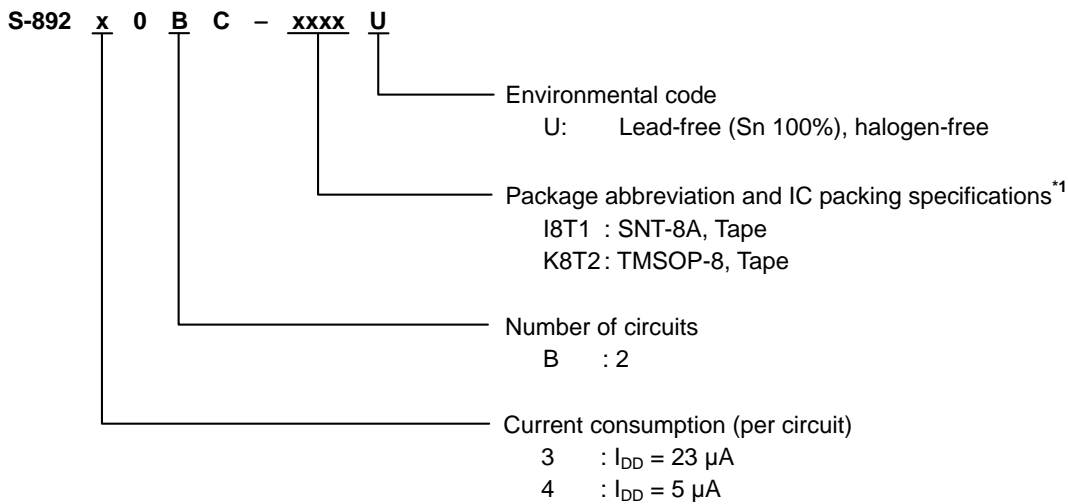 S-892 x 0 B C – xxxx U
Environmental code
U: Lead-free (Sn 100%), halogen-free
Package abbreviation and IC packing specifications*1
I8T1 : SNT-8A, Tape
K8T2 : TMSOP-8, Tape
Number of circuits
B : 2
Current consumption (per circuit)
3 : IDD = 23 μA
4 : IDD = 5 μA